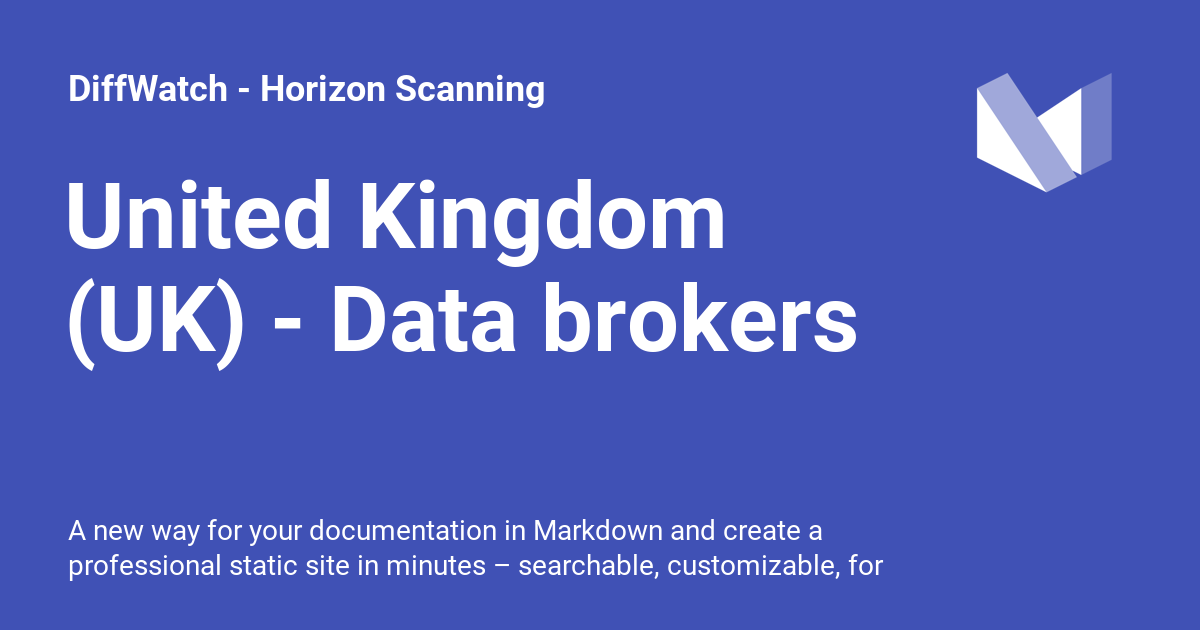 DiffWatch - Horizon Scanning
United Kingdom
(UK) - Data brokers
A new way for your documentation in Markdown and create a
professional static site in minutes – searchable, customizable, for